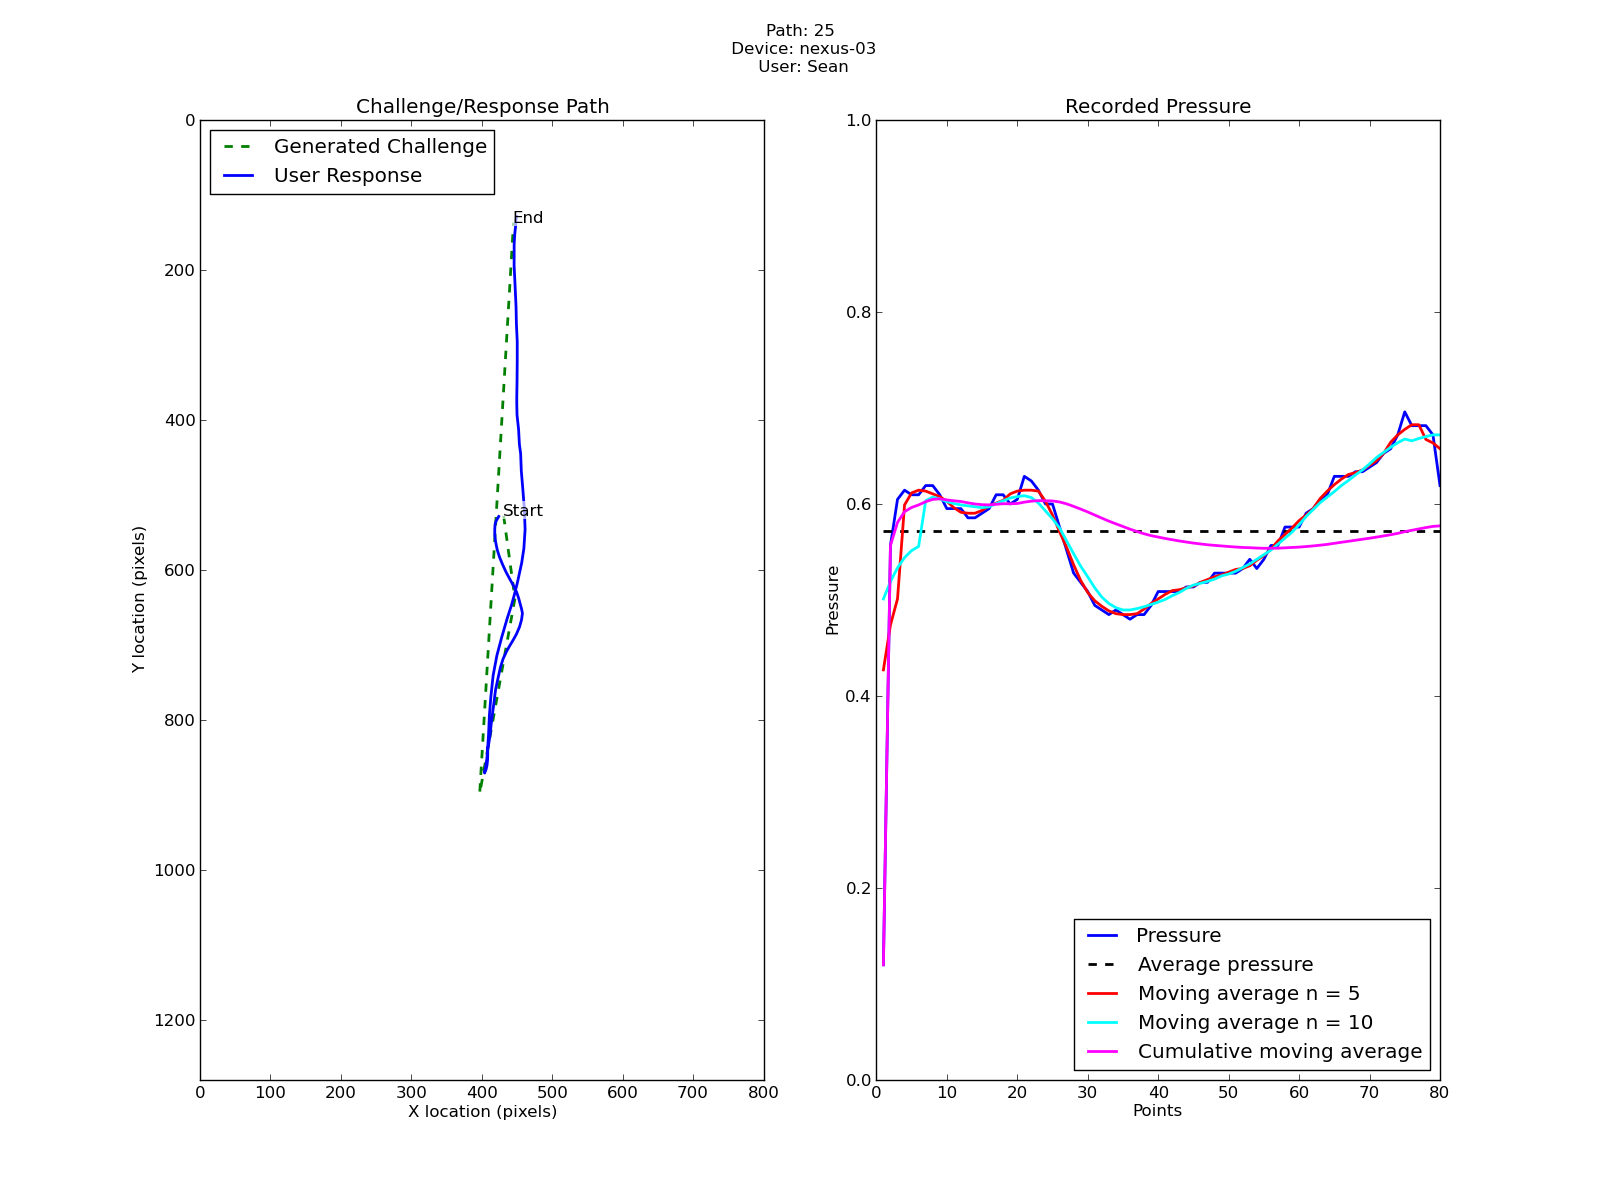 Path: 25
Device: nexus-03
User: Sean
Challenge/Response Path
Generated Challenge
User Response
End
Start
0
200
400
600
800
1000
1200
Y location (pixels)
0 100 200 300 400 500 600 700 800
X location (pixels)
Recorded Pressure
1.0
0.8
0.6
0.4
0.2
0.0
Pressure
Pressure
Average pressure
Moving average n = 5
Moving average n = 10
Cumulative moving average
0 10 20 30 40 50 60 70 80
Points